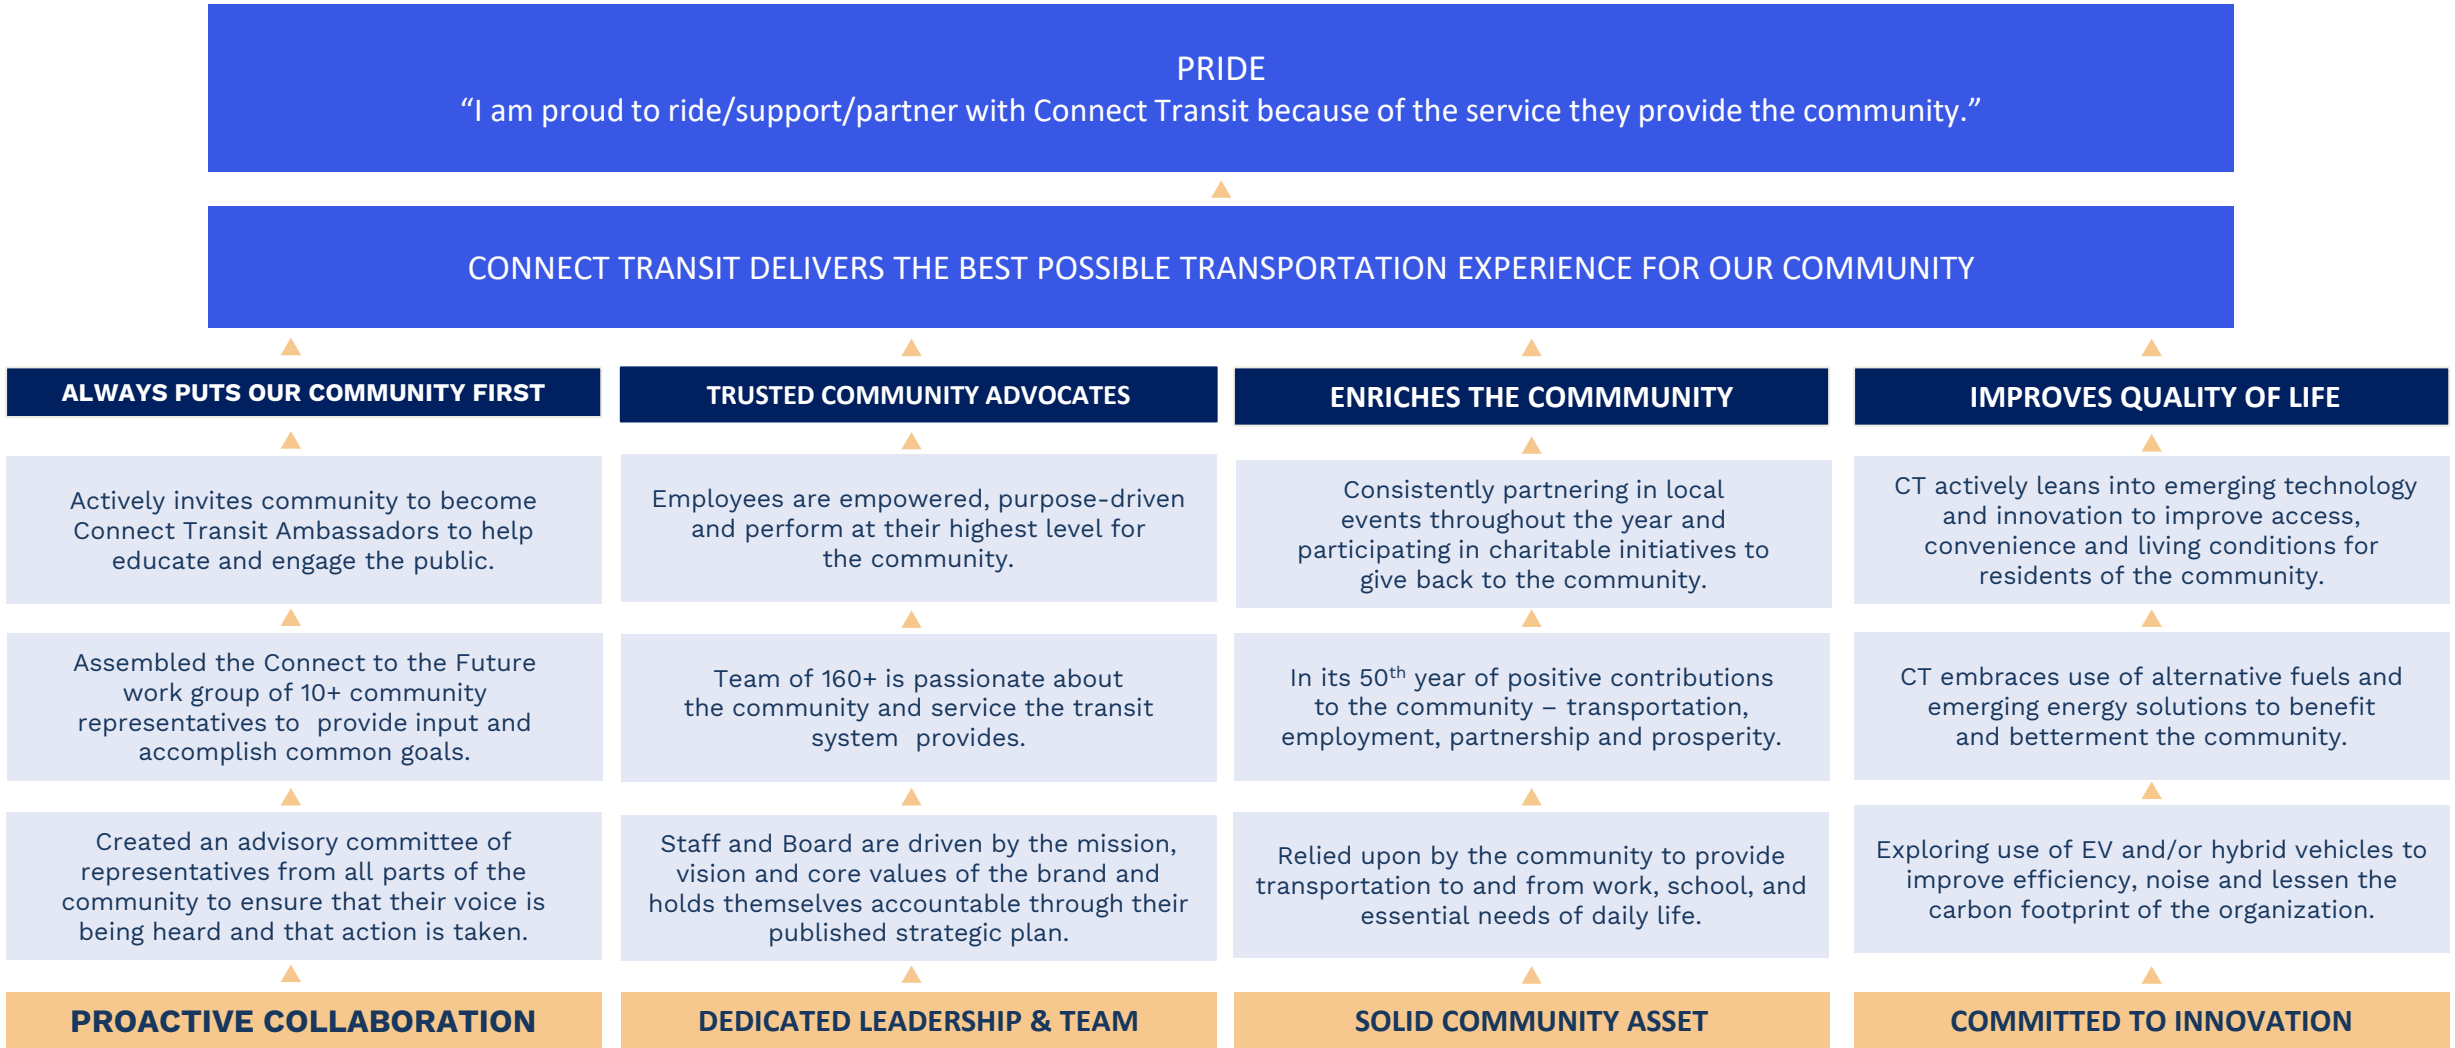 PRIDE
“I am proud to ride/support/partner with Connect Transit because of the service they provide the community.”
CONNECT TRANSIT DELIVERS THE BEST POSSIBLE TRANSPORTATION EXPERIENCE FOR OUR COMMUNITY
ALWAYS PUTS OUR COMMUNITY FIRST
Actively invites community to become
Connect Transit Ambassadors to help
educate and engage the public.
Assembled the Connect to the Future
work group of 10+ community
representatives to provide input and
accomplish common goals.
Created an advisory committee of
representatives from all parts of the
community to ensure that their voice is
being heard and that action is taken.
PROACTIVE COLLABORATION
TRUSTED COMMUNITY ADVOCATES
Employees are empowered, purpose-driven
and perform at their highest level for
the community.
Team of 160+ is passionate about
the community and service the transit
system provides.
Staff and Board are driven by the mission,
vision and core values of the brand and
holds themselves accountable through their
published strategic plan.
DEDICATED LEADERSHIP & TEAM
ENRICHES THE COMMMUNITY
Consistently partnering in local
events throughout the year and
participating in charitable initiatives to
give back to the community.
In its 50th year of positive contributions
to the community – transportation,
employment, partnership and prosperity.
Relied upon by the community to provide
transportation to and from work, school, and
essential needs of daily life.
SOLID COMMUNITY ASSET
IMPROVES QUALITY OF LIFE
CT actively leans into emerging technology
and innovation to improve access,
convenience and living conditions for
residents of the community.
CT embraces use of alternative fuels and
emerging energy solutions to benefit
and betterment the community.
Exploring use of EV and/or hybrid vehicles to
improve efficiency, noise and lessen the
carbon footprint of the organization.
COMMITTED TO INNOVATION